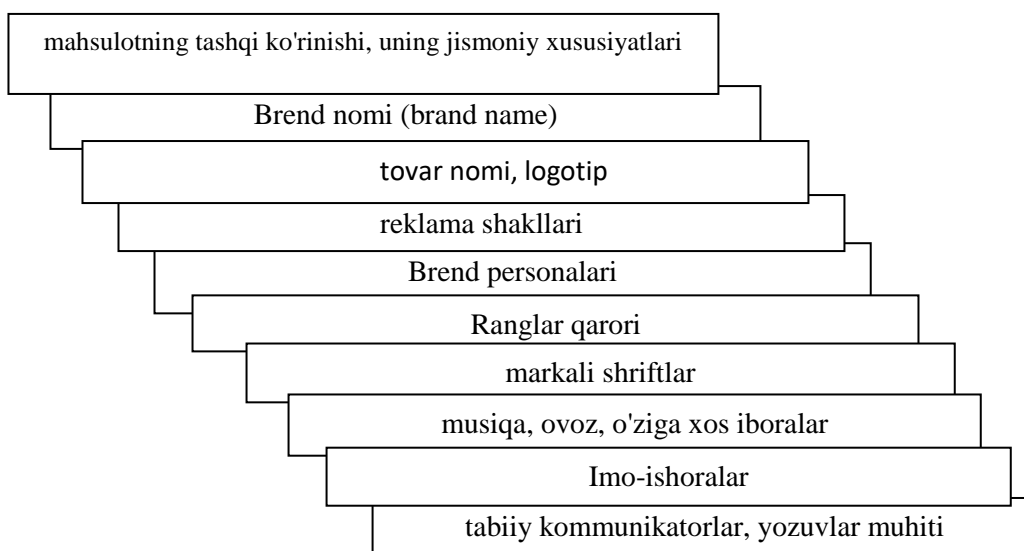 mahsulotning tashqi ko'rinishi, uning jismoniy xususiyatlari
Brend nomi (brand name)
tovar nomi, logotip
reklama shakllari
Brend personalari
Ranglar qarori
markali shriftlar
musiqa, ovoz, o'ziga xos iboralar
Imo-ishoralar
tabiiy kommunikatorlar, yozuvlar muhiti